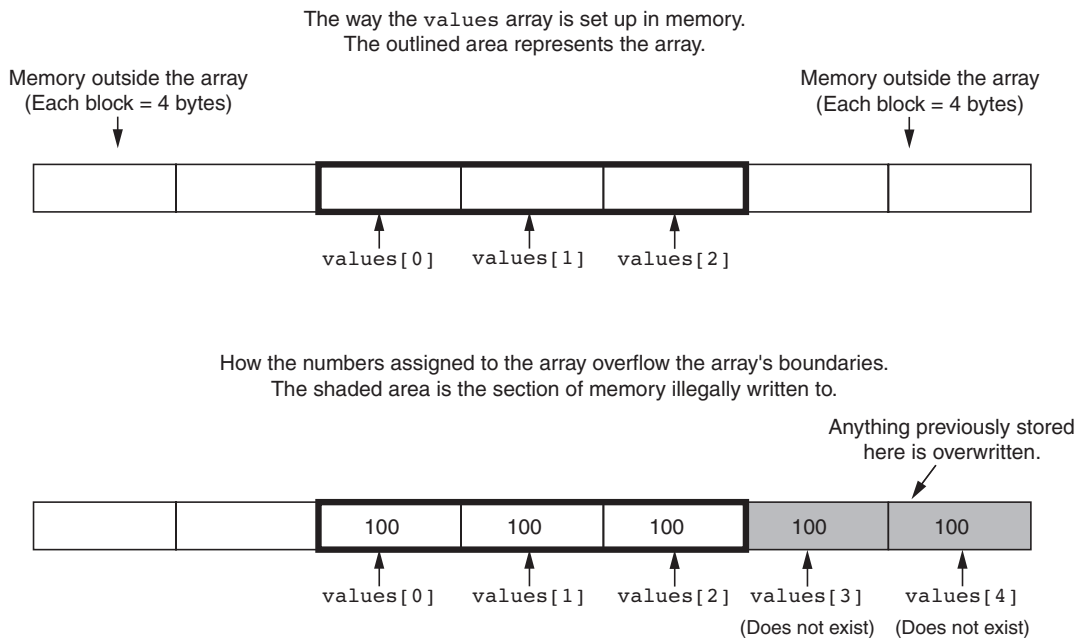 The way the values array is set up in memory.
The outlined area represents the array.
Memory outside the array
(Each block = 4 bytes)
Memory outside the array
(Each block = 4 bytes)
values[0]
values[1]
values[2]
How the numbers assigned to the array overflow the array's boundaries.
The shaded area is the section of memory illegally written to.
Anything previously stored
here is overwritten.
100
100
100
100
100
values[0]
values[1]
values[2]
values[3]
values[4]
(Does not exist)
(Does not exist)